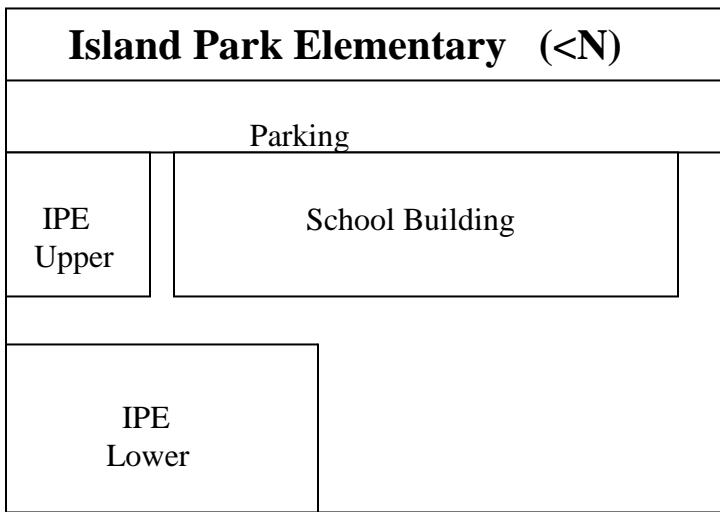 Island Park Elementary (<N)
Parking
IPE
Upper
School Building
IPE
Lower